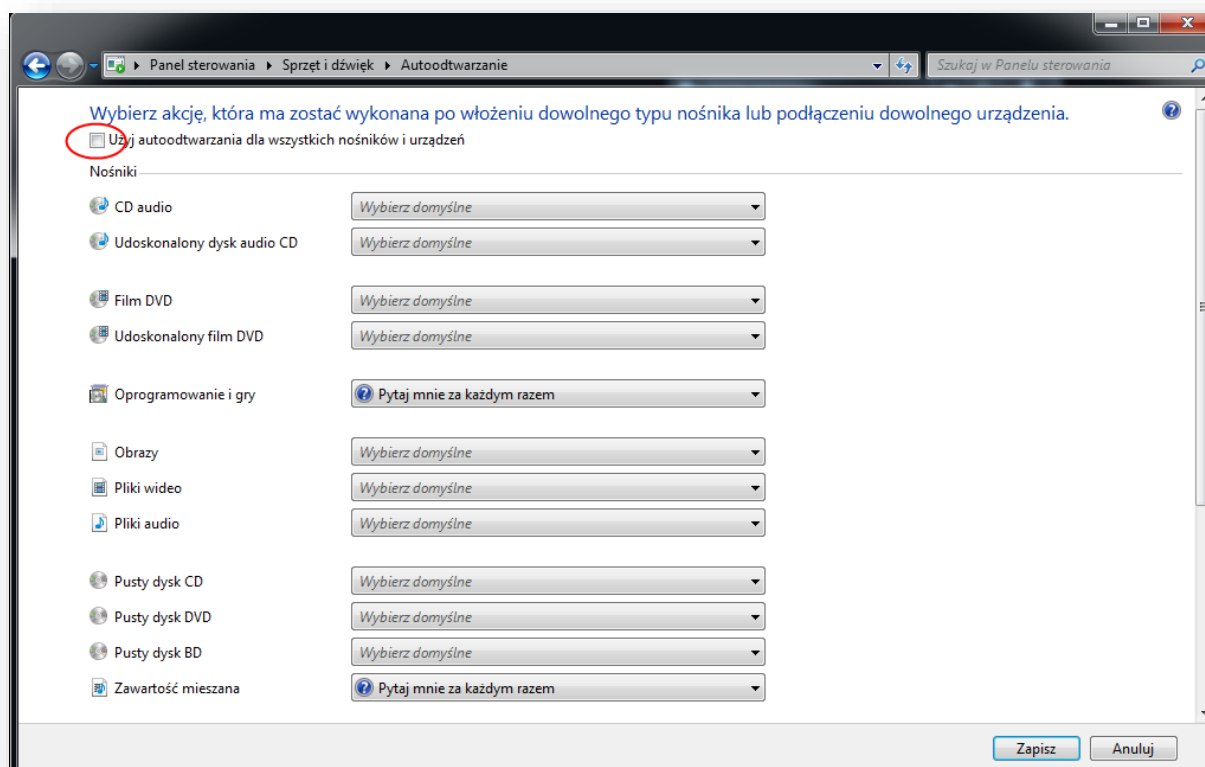 Panel sterowania ▸ Sprzęt i dźwięk ▸ Autoodtwarzanie
Szukaj w Panelu sterowania
Wybierz akcję, która ma zostać wykonana po włożeniu dowolnego typu nośnika lub podłączeniu dowolnego urządzenia.
Użyj autoodtwarzania dla wszystkich nośników i urządzeń
Nośniki
CD audio Wybierz domyślne
Udoskonalony dysk audio CD Wybierz domyślne
Film DVD Wybierz domyślne
Udoskonalony film DVD Wybierz domyślne
Oprogramowanie i gry Pytaj mnie za każdym razem
Obrazy Wybierz domyślne
Pliki wideo Wybierz domyślne
Pliki audio Wybierz domyślne
Pusty dysk CD Wybierz domyślne
Pusty dysk DVD Wybierz domyślne
Pusty dysk BD Wybierz domyślne
Zawartość mieszana Pytaj mnie za każdym razem
Zapisz Anuluj